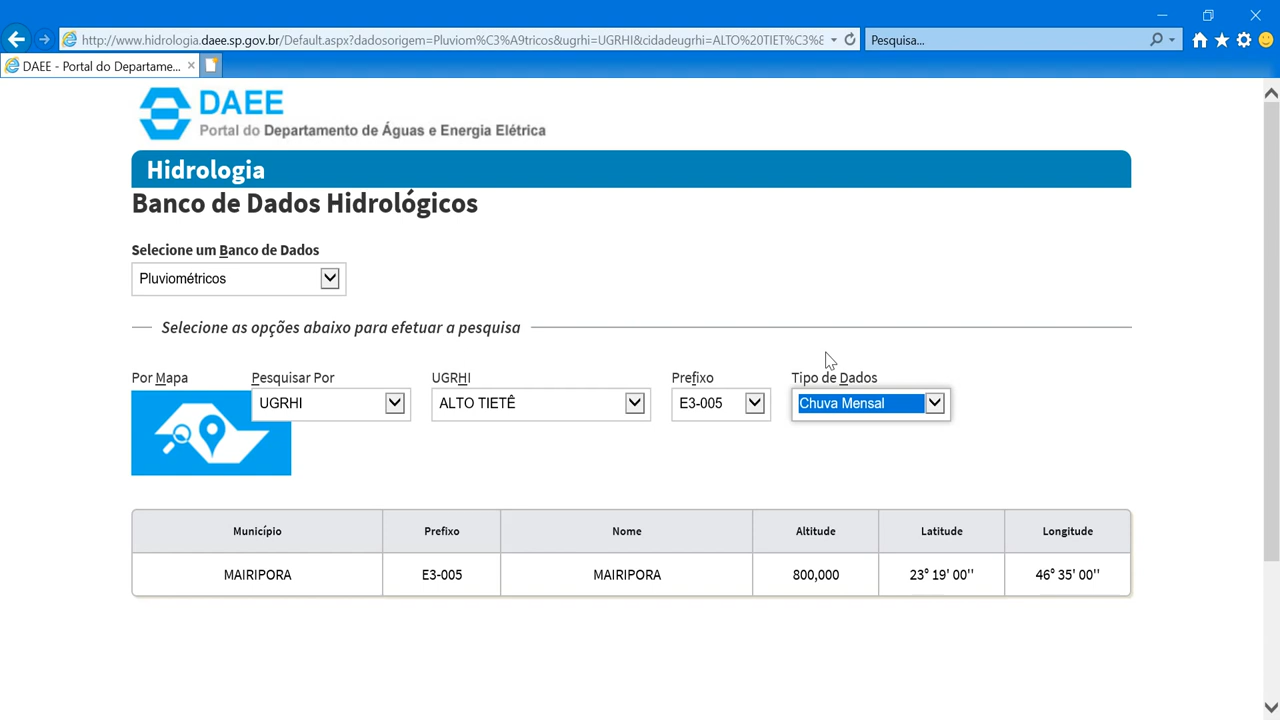 http://www.hidrologia.daee.sp.gov.br/Default.aspx?dadosorigem=Pluviom%C3%A9tricos&ugrhi=UGRHI&cidadeugrhi=ALTO%20TIET%C3%8
Pesquisa...
DAEE - Portal do Departame...
DAEE
Portal do Departamento de Águas e Energia Elétrica
Hidrologia
Banco de Dados Hidrológicos
Selecione um Banco de Dados
Pluviométricos
Selecione as opções abaixo para efetuar a pesquisa
Por Mapa Pesquisar Por UGRHI Prefixo Tipo de Dados
UGRHI ALTO TIETÊ E3-005 Chuva Mensal
Município Prefixo Nome Altitude Latitude Longitude
MAIRIPORA E3-005 MAIRIPORA 800,000 23° 19' 00'' 46° 35' 00''